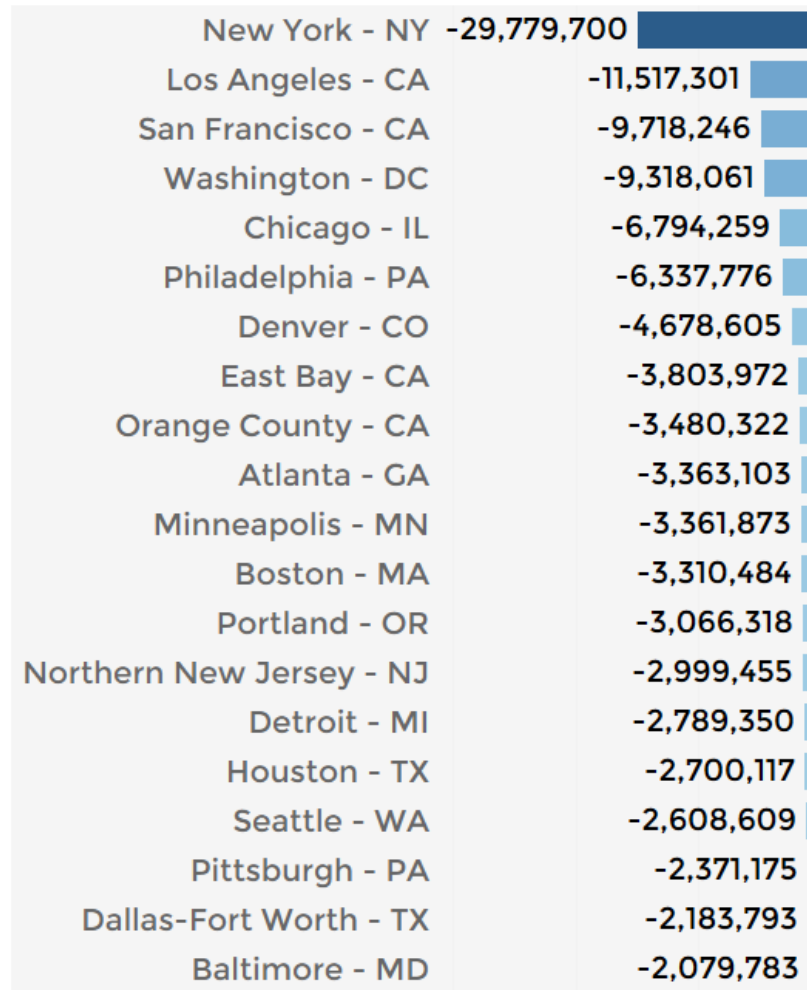 New York - NY -29,779,700
Los Angeles - CA -11,517,301
San Francisco - CA -9,718,246
Washington - DC -9,318,061
Chicago - IL -6,794,259
Philadelphia - PA -6,337,776
Denver - CO -4,678,605
East Bay - CA -3,803,972
Orange County - CA -3,480,322
Atlanta - GA -3,363,103
Minneapolis - MN -3,361,873
Boston - MA -3,310,484
Portland - OR -3,066,318
Northern New Jersey - NJ -2,999,455
Detroit - MI -2,789,350
Houston - TX -2,700,117
Seattle - WA -2,608,609
Pittsburgh - PA -2,371,175
Dallas-Fort Worth - TX -2,183,793
Baltimore - MD -2,079,783